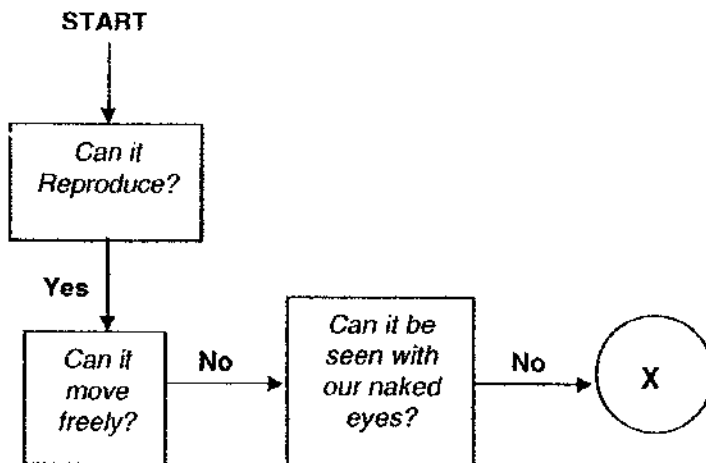 START
Can it
Reproduce?
Yes
Can it
move
freely?
No
Can it be
seen with
our naked
eyes?
No
X